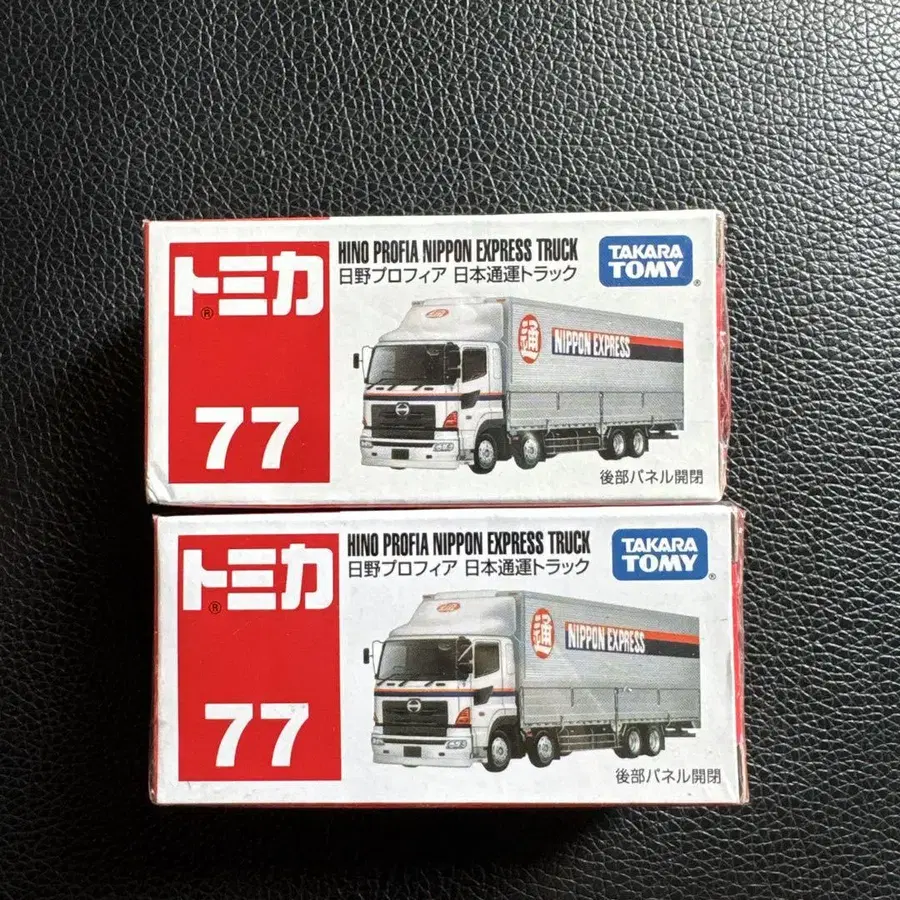 トミカ
®
77
HINO PROFIA NIPPON EXPRESS TRUCK
日野プロフィア 日本通運トラック
TAKARA
TOMY®
通 NIPPON EXPRESS
後部パネル開閉
トミカ
®
77
HINO PROFIA NIPPON EXPRESS TRUCK
日野プロフィア 日本通運トラック
TAKARA
TOMY®
通 NIPPON EXPRESS
後部パネル開閉